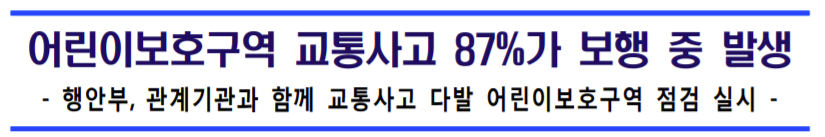 어린이보호구역 교통사고 87%가 보행 중 발생
- 행안부, 관계기관과 함께 교통사고 다발 어린이보호구역 점검 실시 -